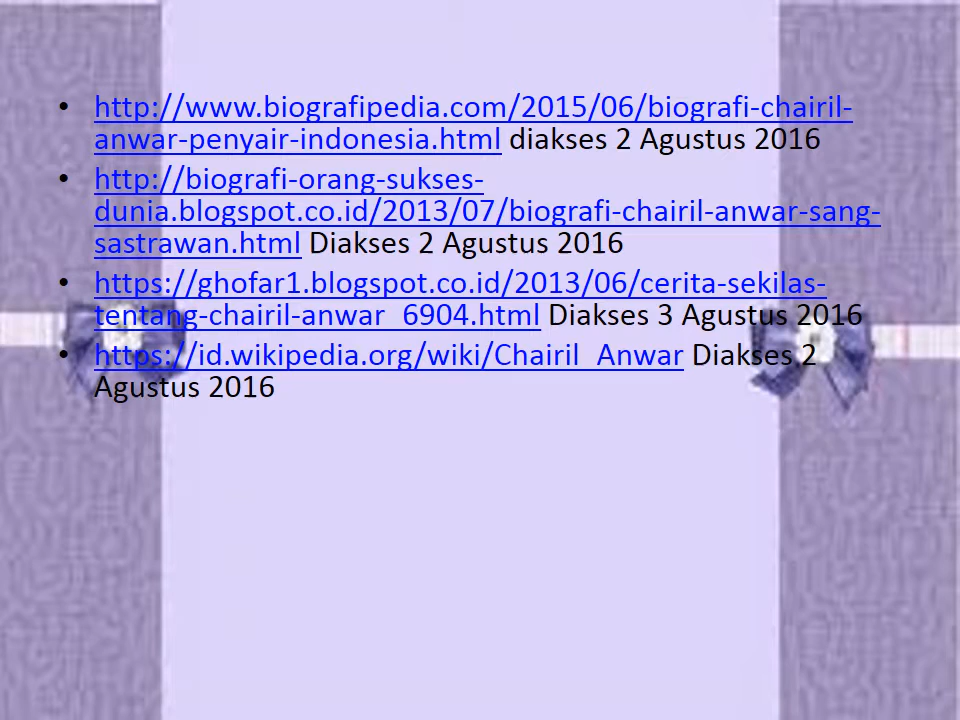 • http://www.biografipedia.com/2015/06/biografi-chairil-
anwar-penyair-indonesia.html diakses 2 Agustus 2016
• http://biografi-orang-sukses-
dunia.blogspot.co.id/2013/07/biografi-chairil-anwar-sang-
sastrawan.html Diakses 2 Agustus 2016
• https://ghofar1.blogspot.co.id/2013/06/cerita-sekilas-
tentang-chairil-anwar_6904.html Diakses 3 Agustus 2016
• https://id.wikipedia.org/wiki/Chairil_Anwar Diakses 2
Agustus 2016